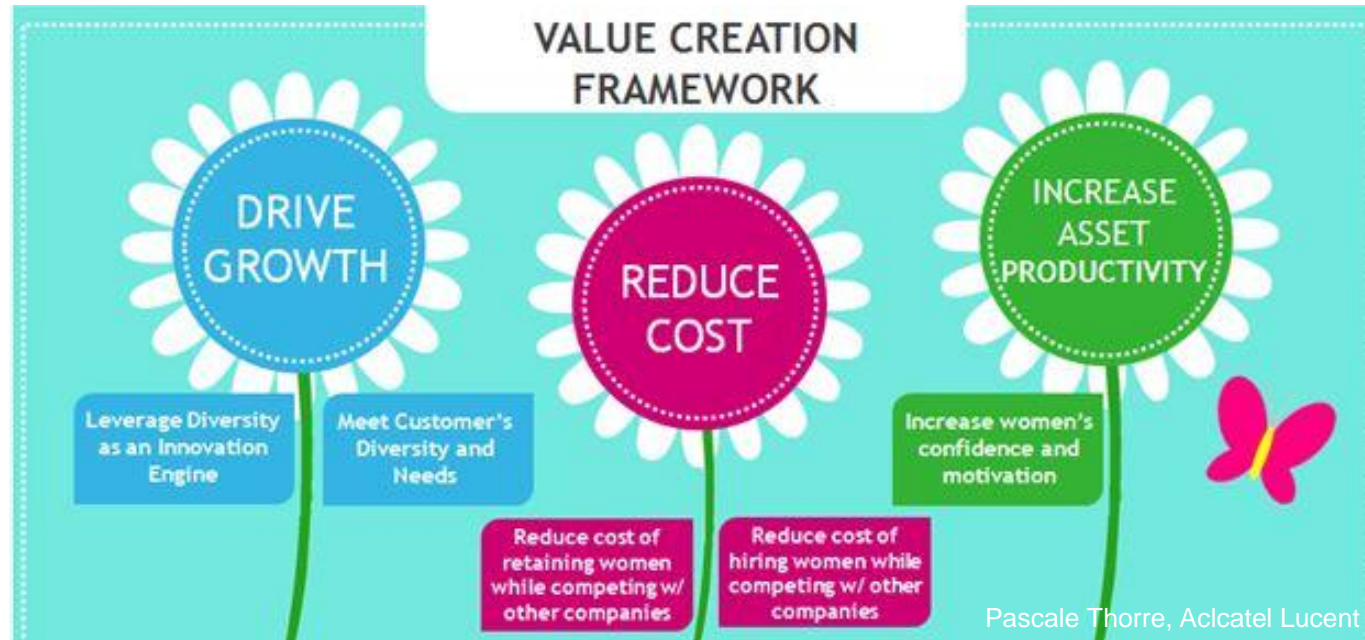 VALUE CREATION
FRAMEWORK
DRIVE
GROWTH
Leverage Diversity
as an Innovation
Engine
Meet Customer's
Diversity and
Needs
REDUCE
COST
Reduce cost of
retaining women
while competing w/
other companies
Reduce cost of
hiring women while
competing w/ other
companies
INCREASE
ASSET
PRODUCTIVITY
Increase women's
confidence and
motivation
Pascale Thorre, Aclcatel Lucent